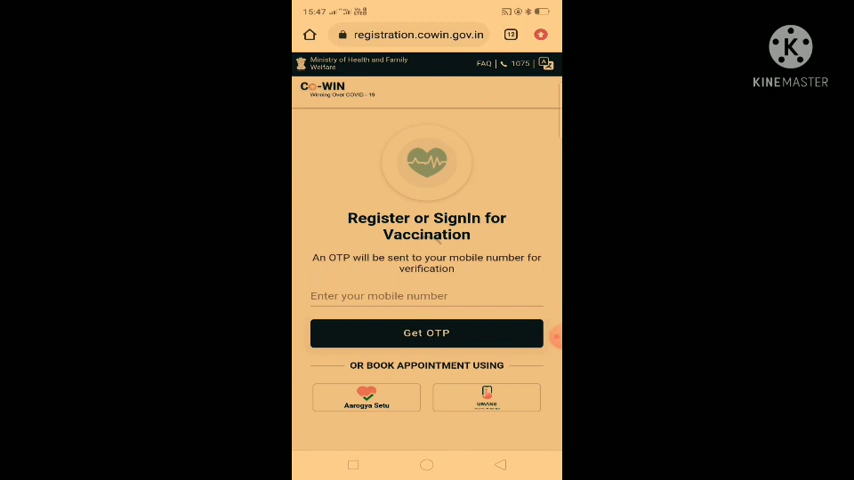 15:47
registration.cowin.gov.in
12
Ministry of Health and Family
Welfare
FAQ | 1075 |
Co-WIN
Winning Over COVID - 19
Register or SignIn for
Vaccination
An OTP will be sent to your mobile number for
verification
Enter your mobile number
Get OTP
OR BOOK APPOINTMENT USING
Aarogya Setu
UMANG
K
KINEMASTER